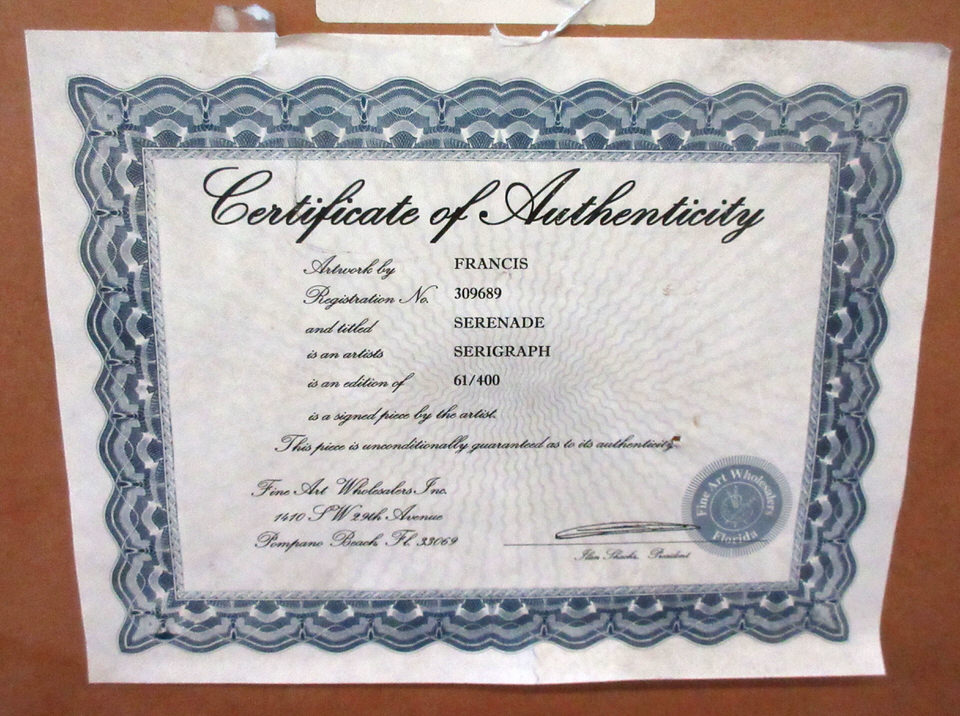 Certificate of Authenticity
Artwork by FRANCIS
Registration No. 309689
and titled SERENADE
is an artists SERIGRAPH
is an edition of 61/400
is a signed piece by the artist.
This piece is unconditionally guaranteed as to its authenticity.
Fine Art Wholesalers Inc.
1410 SW 29th Avenue
Pompano Beach, Fl. 33069
President
Fine Art Wholesalers
Florida